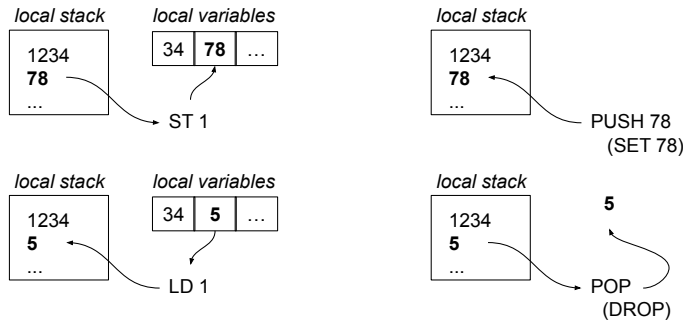 local stack
1234
78
...
local variables
34 78 ...
ST 1
local stack
1234
78
...
PUSH 78
(SET 78)
local stack
1234
5
...
local variables
34 5 ...
LD 1
local stack
1234
5
...
5
POP
(DROP)